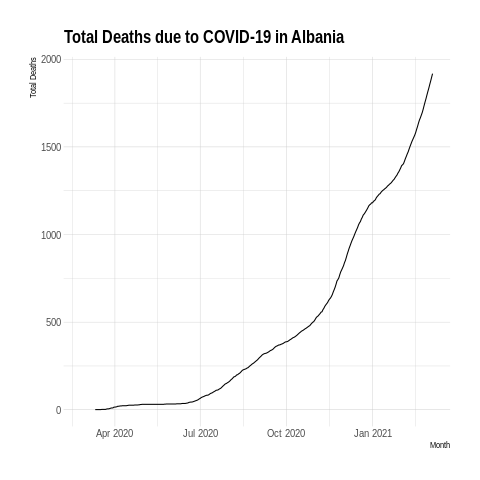 Total Deaths due to COVID-19 in Albania
Total Deaths
2000
1500
1000
500
0
Apr 2020 Jul 2020 Oct 2020 Jan 2021
Month